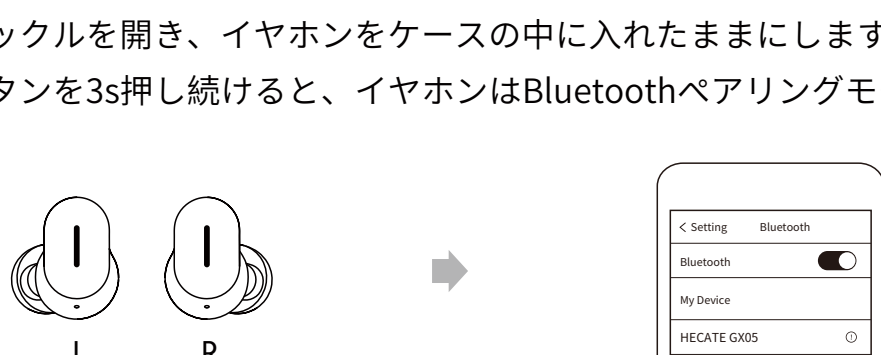 ックルを開き、イヤホンをケースの中に入れたままにします
タンを3s押し続けると、イヤホンはBluetoothペアリングモ
< Setting Bluetooth
Bluetooth
My Device
HECATE GX05
L R